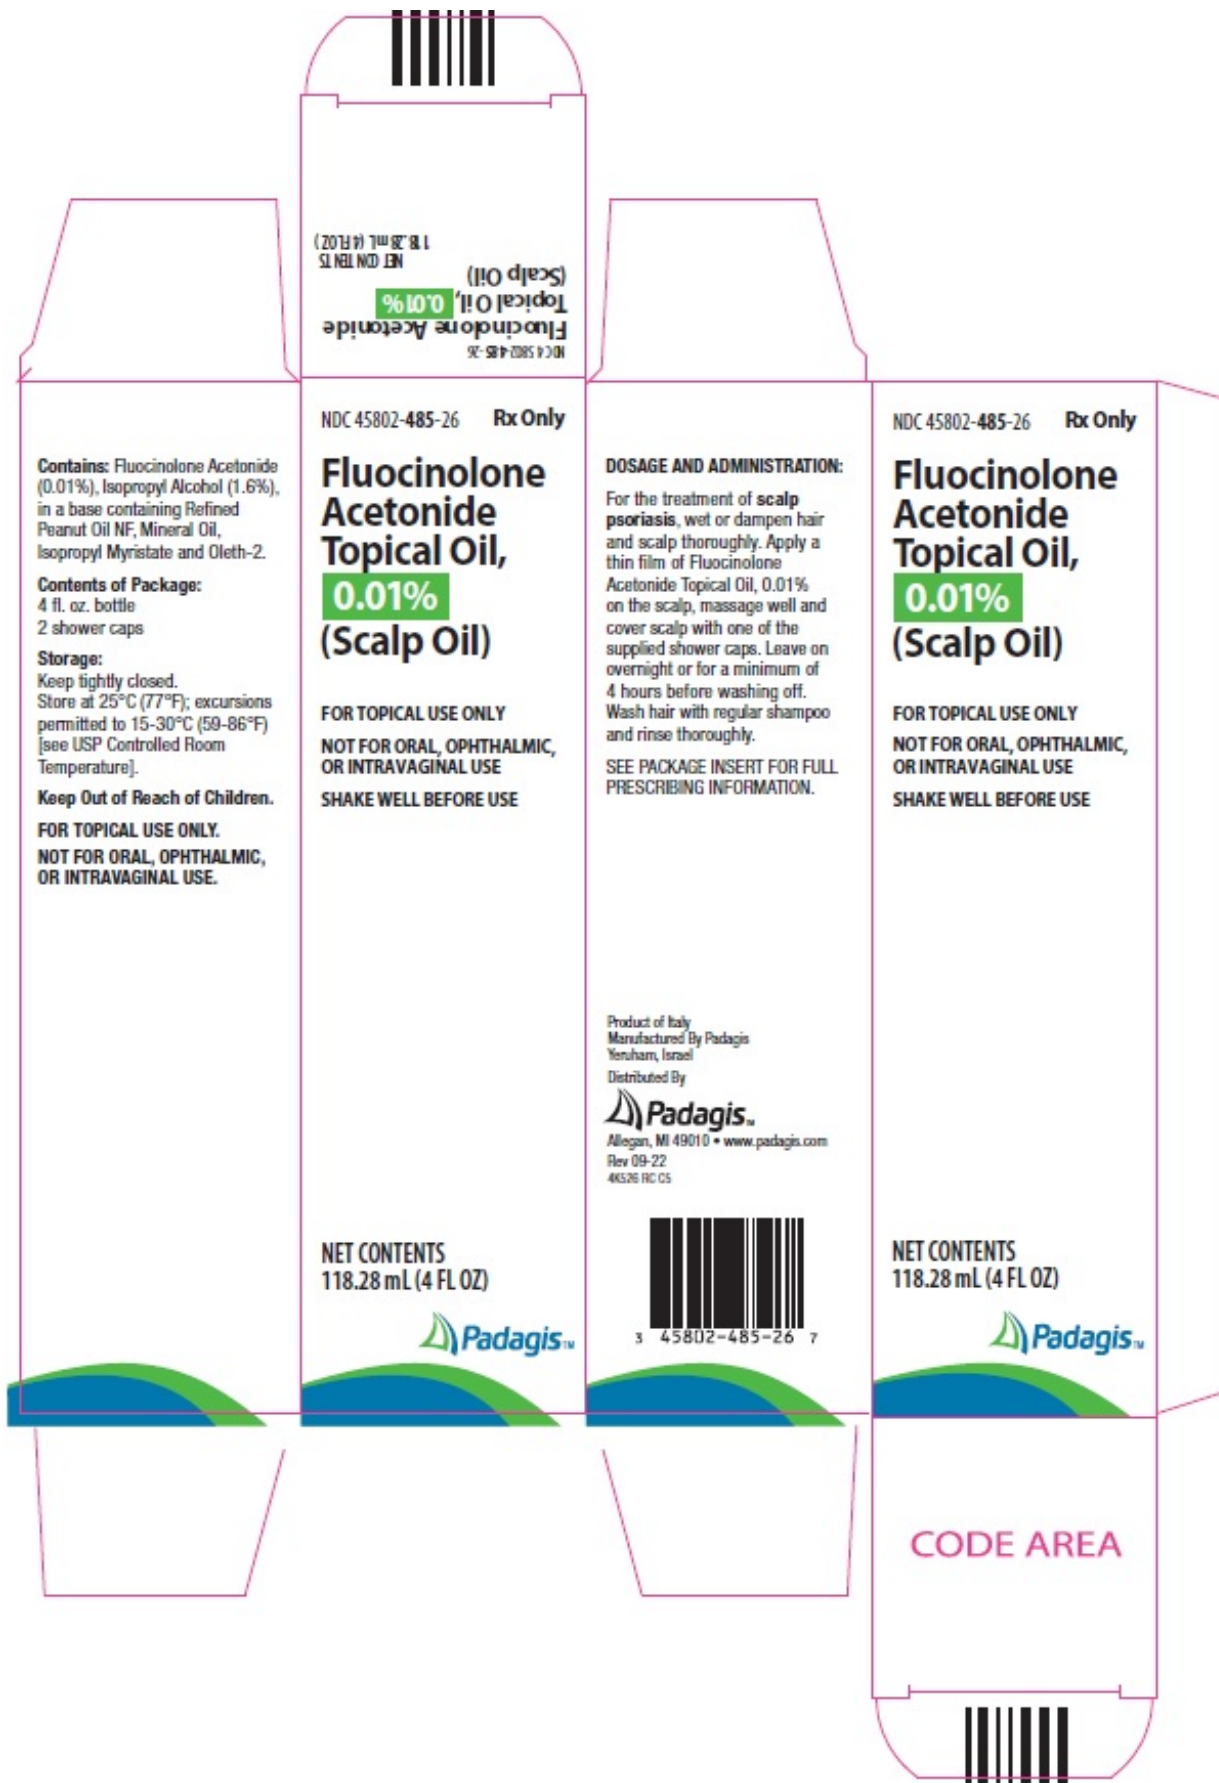 NDC 45802-485-26
Fluocinolone Acetonide
Topical Oil, 0.01%
(Scalp Oil)
NET CONTENTS
118.28 mL (4 FL OZ)
Contains: Fluocinolone Acetonide
(0.01%), Isopropyl Alcohol (1.6%),
in a base containing Refined
Peanut Oil NF, Mineral Oil,
Isopropyl Myristate and Oleth-2.
Contents of Package:
4 fl. oz. bottle
2 shower caps
Storage:
Keep tightly closed.
Store at 25°C (77°F); excursions
permitted to 15-30°C (59-86°F)
[see USP Controlled Room
Temperature].
Keep Out of Reach of Children.
FOR TOPICAL USE ONLY.
NOT FOR ORAL, OPHTHALMIC,
OR INTRAVAGINAL USE.
NDC 45802-485-26 Rx Only
Fluocinolone
Acetonide
Topical Oil,
0.01%
(Scalp Oil)
FOR TOPICAL USE ONLY
NOT FOR ORAL, OPHTHALMIC,
OR INTRAVAGINAL USE
SHAKE WELL BEFORE USE
NET CONTENTS
118.28 mL (4 FL OZ)
Padagis™
DOSAGE AND ADMINISTRATION:
For the treatment of scalp
psoriasis, wet or dampen hair
and scalp thoroughly. Apply a
thin film of Fluocinolone
Acetonide Topical Oil, 0.01%
on the scalp, massage well and
cover scalp with one of the
supplied shower caps. Leave on
overnight or for a minimum of
4 hours before washing off.
Wash hair with regular shampoo
and rinse thoroughly.
SEE PACKAGE INSERT FOR FULL
PRESCRIBING INFORMATION.
Product of Italy
Manufactured By Padagis
Yeruham, Israel
Distributed By
Padagis™
Allegan, MI 49010 • www.padagis.com
Rev 09-22
4K526 RC C5
3 45802-485-26 7
NDC 45802-485-26 Rx Only
Fluocinolone
Acetonide
Topical Oil,
0.01%
(Scalp Oil)
FOR TOPICAL USE ONLY
NOT FOR ORAL, OPHTHALMIC,
OR INTRAVAGINAL USE
SHAKE WELL BEFORE USE
NET CONTENTS
118.28 mL (4 FL OZ)
Padagis™
CODE AREA